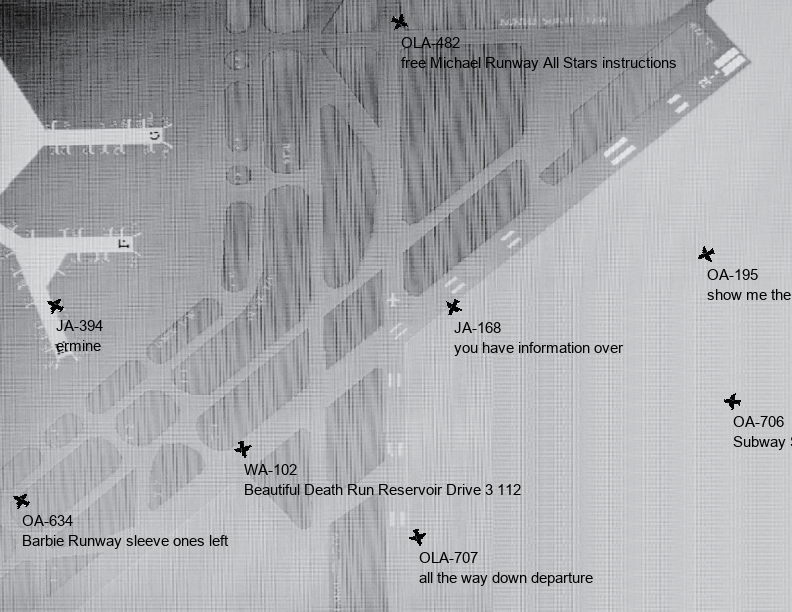 OLA-482
free Michael Runway All Stars instructions
OA-195
show me the
JA-394
ermine
JA-168
you have information over
OA-706
Subway
WA-102
Beautiful Death Run Reservoir Drive 3 112
OA-634
Barbie Runway sleeve ones left
OLA-707
all the way down departure